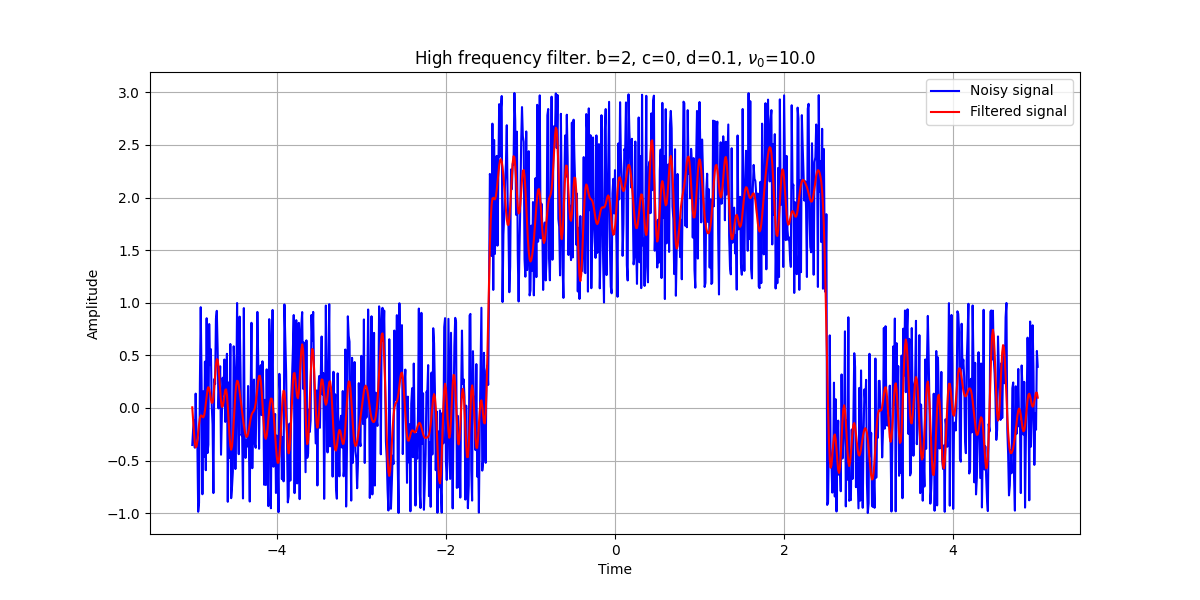 High frequency filter. b=2, c=0, d=0.1, ν₀=10.0
Noisy signal
Filtered signal
Amplitude
3.0
2.5
2.0
1.5
1.0
0.5
0.0
−0.5
−1.0
−4
−2
0
2
4
Time